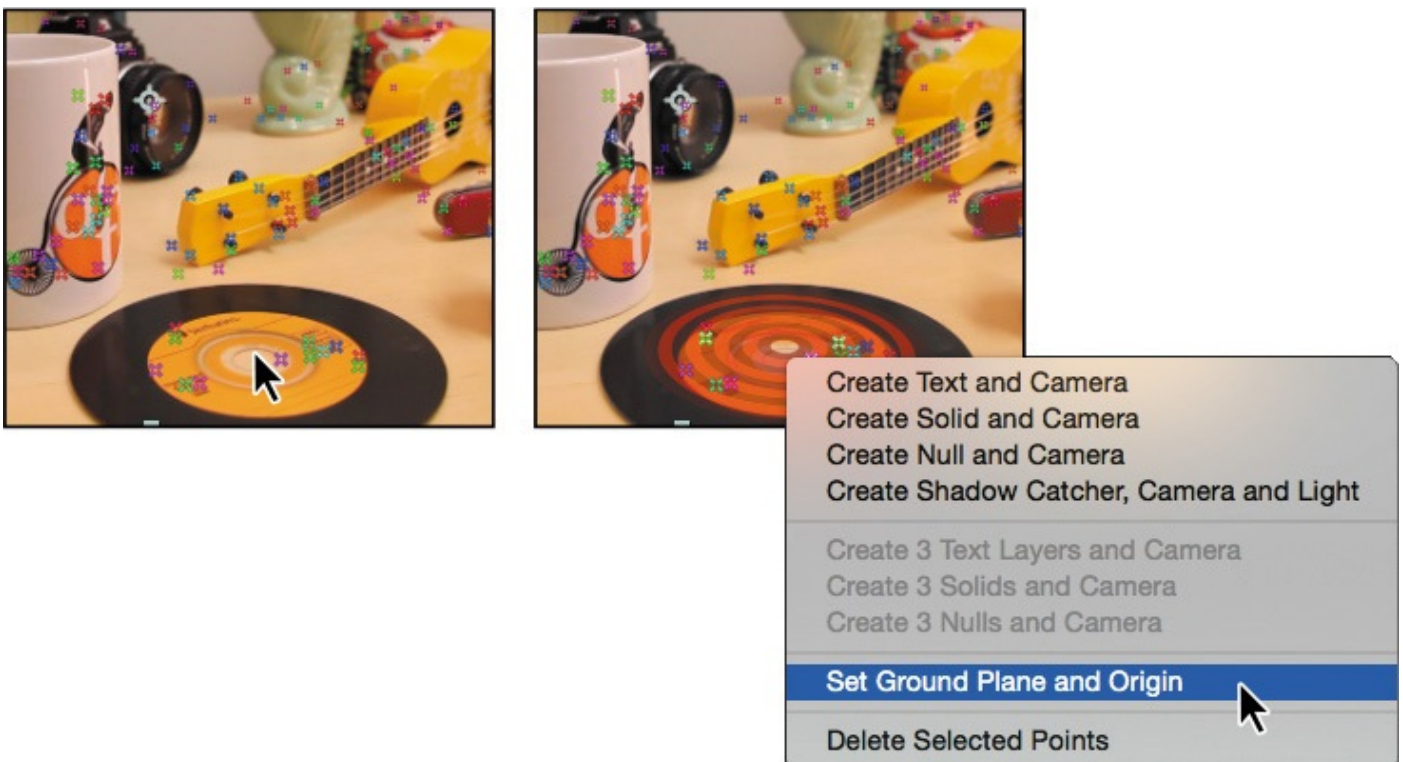 Create Text and Camera
Create Solid and Camera
Create Null and Camera
Create Shadow Catcher, Camera and Light
Create 3 Text Layers and Camera
Create 3 Solids and Camera
Create 3 Nulls and Camera
Set Ground Plane and Origin
Delete Selected Points